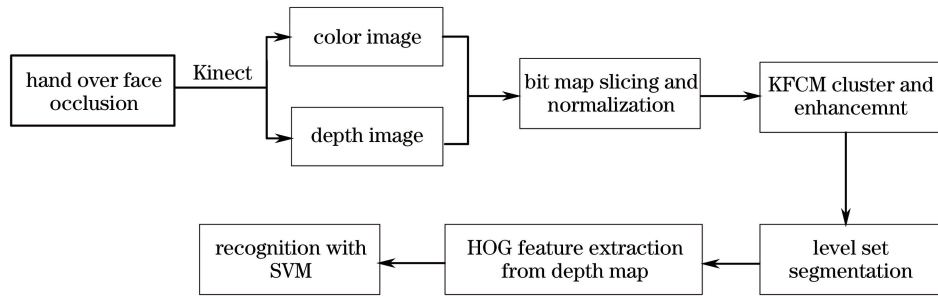 hand over face
occlusion
Kinect
color image
depth image
bit map slicing and
normalization
KFCM cluster and
enhancemnt
level set
segmentation
HOG feature extraction
from depth map
recognition with
SVM